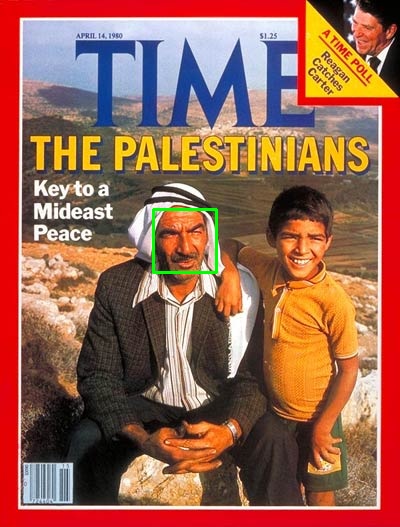 APRIL 14, 1980
$1.25
TIME
A TIME POLL
Reagan
Catches
Carter
THE PALESTINIANS
Key to a
Mideast
Peace